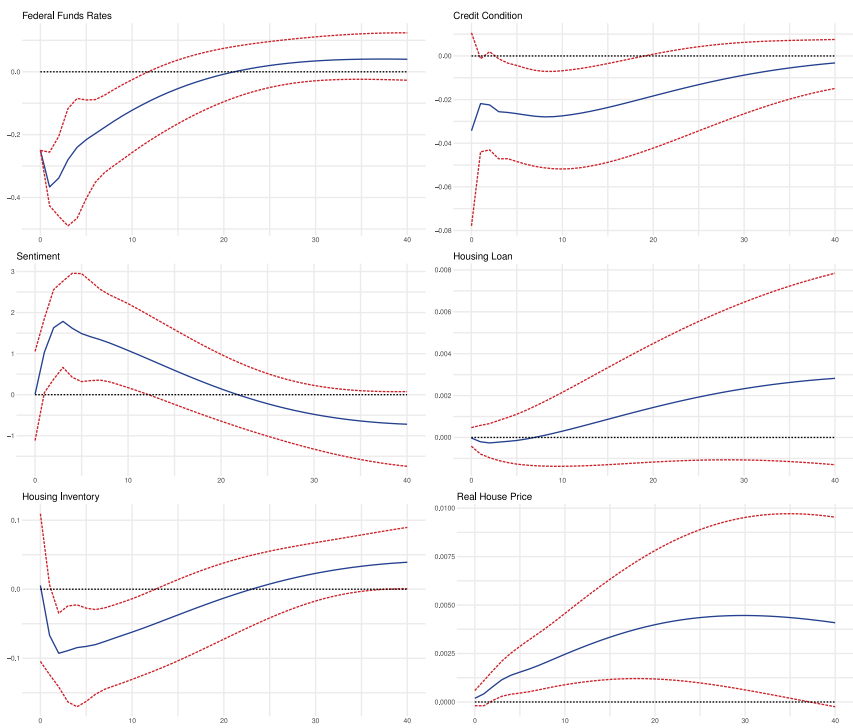 Federal Funds Rates
0.0
−0.2
−0.4
0 10 20 30 40
Credit Condition
0.00
−0.02
−0.04
−0.06
−0.08
0 10 20 30 40
Sentiment
3
2
1
0
−1
0 10 20 30 40
Housing Loan
0.008
0.006
0.004
0.002
0.000
0 10 20 30 40
Housing Inventory
0.1
0.0
−0.1
0 10 20 30 40
Real House Price
0.0100
0.0075
0.0050
0.0025
0.0000
0 10 20 30 40